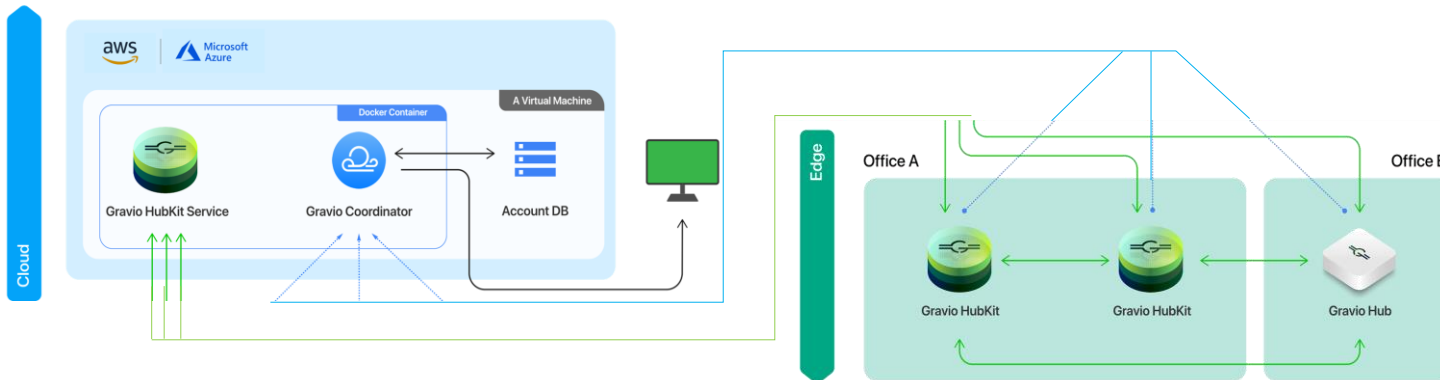 aws
Microsoft
Azure
A Virtual Machine
Docker Container
Gravio HubKit Service
Gravio Coordinator
Account DB
Cloud
Edge
Office A
Office
Gravio HubKit
Gravio HubKit
Gravio Hub